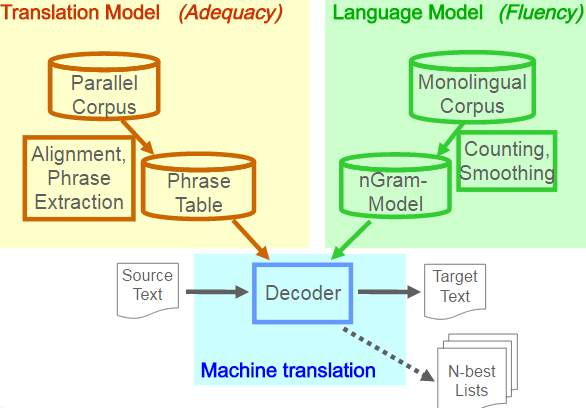 Translation Model (Adequacy)
Language Model (Fluency)
Parallel
Corpus
Alignment,
Phrase
Extraction
Phrase
Table
Monolingual
Corpus
Counting,
Smoothing
nGram-
Model
Source
Text
Decoder
Target
Text
Machine translation
N-best
Lists